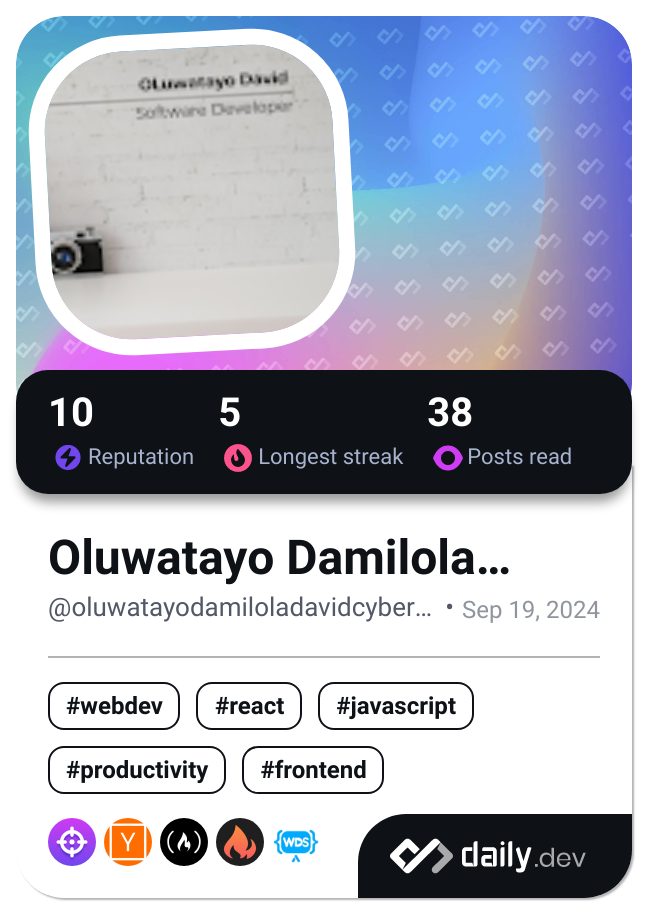 OLuwatayo David
Software Developer
10
5
38
Reputation
Longest streak
Posts read
Oluwatayo Damilola...
@oluwatayodamiloladavidcyber... • Sep 19, 2024
#webdev
#react
#javascript
#productivity
#frontend
Y
WDS
daily.dev